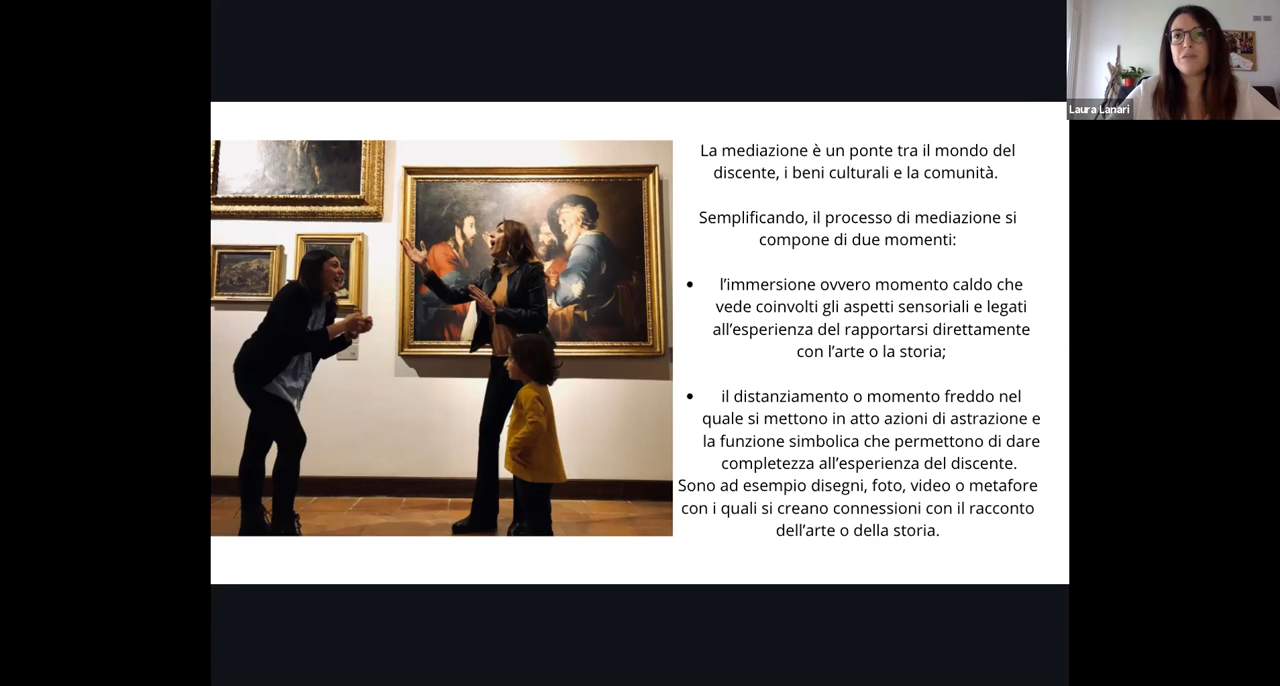 Laura Lanari
La mediazione è un ponte tra il mondo del
discente, i beni culturali e la comunità.
Semplificando, il processo di mediazione si
compone di due momenti:
• l’immersione ovvero momento caldo che
vede coinvolti gli aspetti sensoriali e legati
all’esperienza del rapportarsi direttamente
con l’arte o la storia;
• il distanziamento o momento freddo nel
quale si mettono in atto azioni di astrazione e
la funzione simbolica che permettono di dare
completezza all’esperienza del discente.
Sono ad esempio disegni, foto, video o metafore
con i quali si creano connessioni con il racconto
dell’arte o della storia.